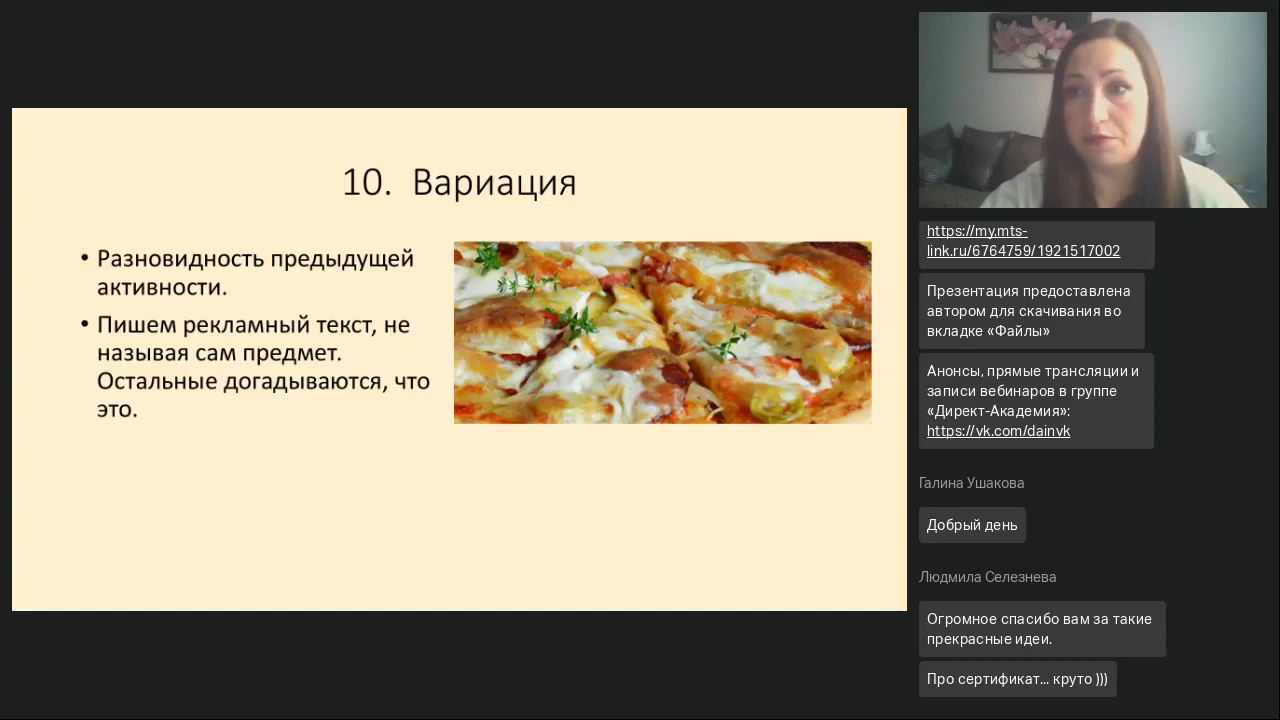 10. Вариация
• Разновидность предыдущей
активности.
• Пишем рекламный текст, не
называя сам предмет.
Остальные догадываются, что
это.
https://my.mts-
link.ru/6764759/1921517002
Презентация предоставлена
автором для скачивания во
вкладке «Файлы»
Анонсы, прямые трансляции и
записи вебинаров в группе
«Директ-Академия»:
https://vk.com/dainvk
Галина Ушакова
Добрый день
Людмила Селезнева
Огромное спасибо вам за такие
прекрасные идеи.
Про сертификат... круто )))